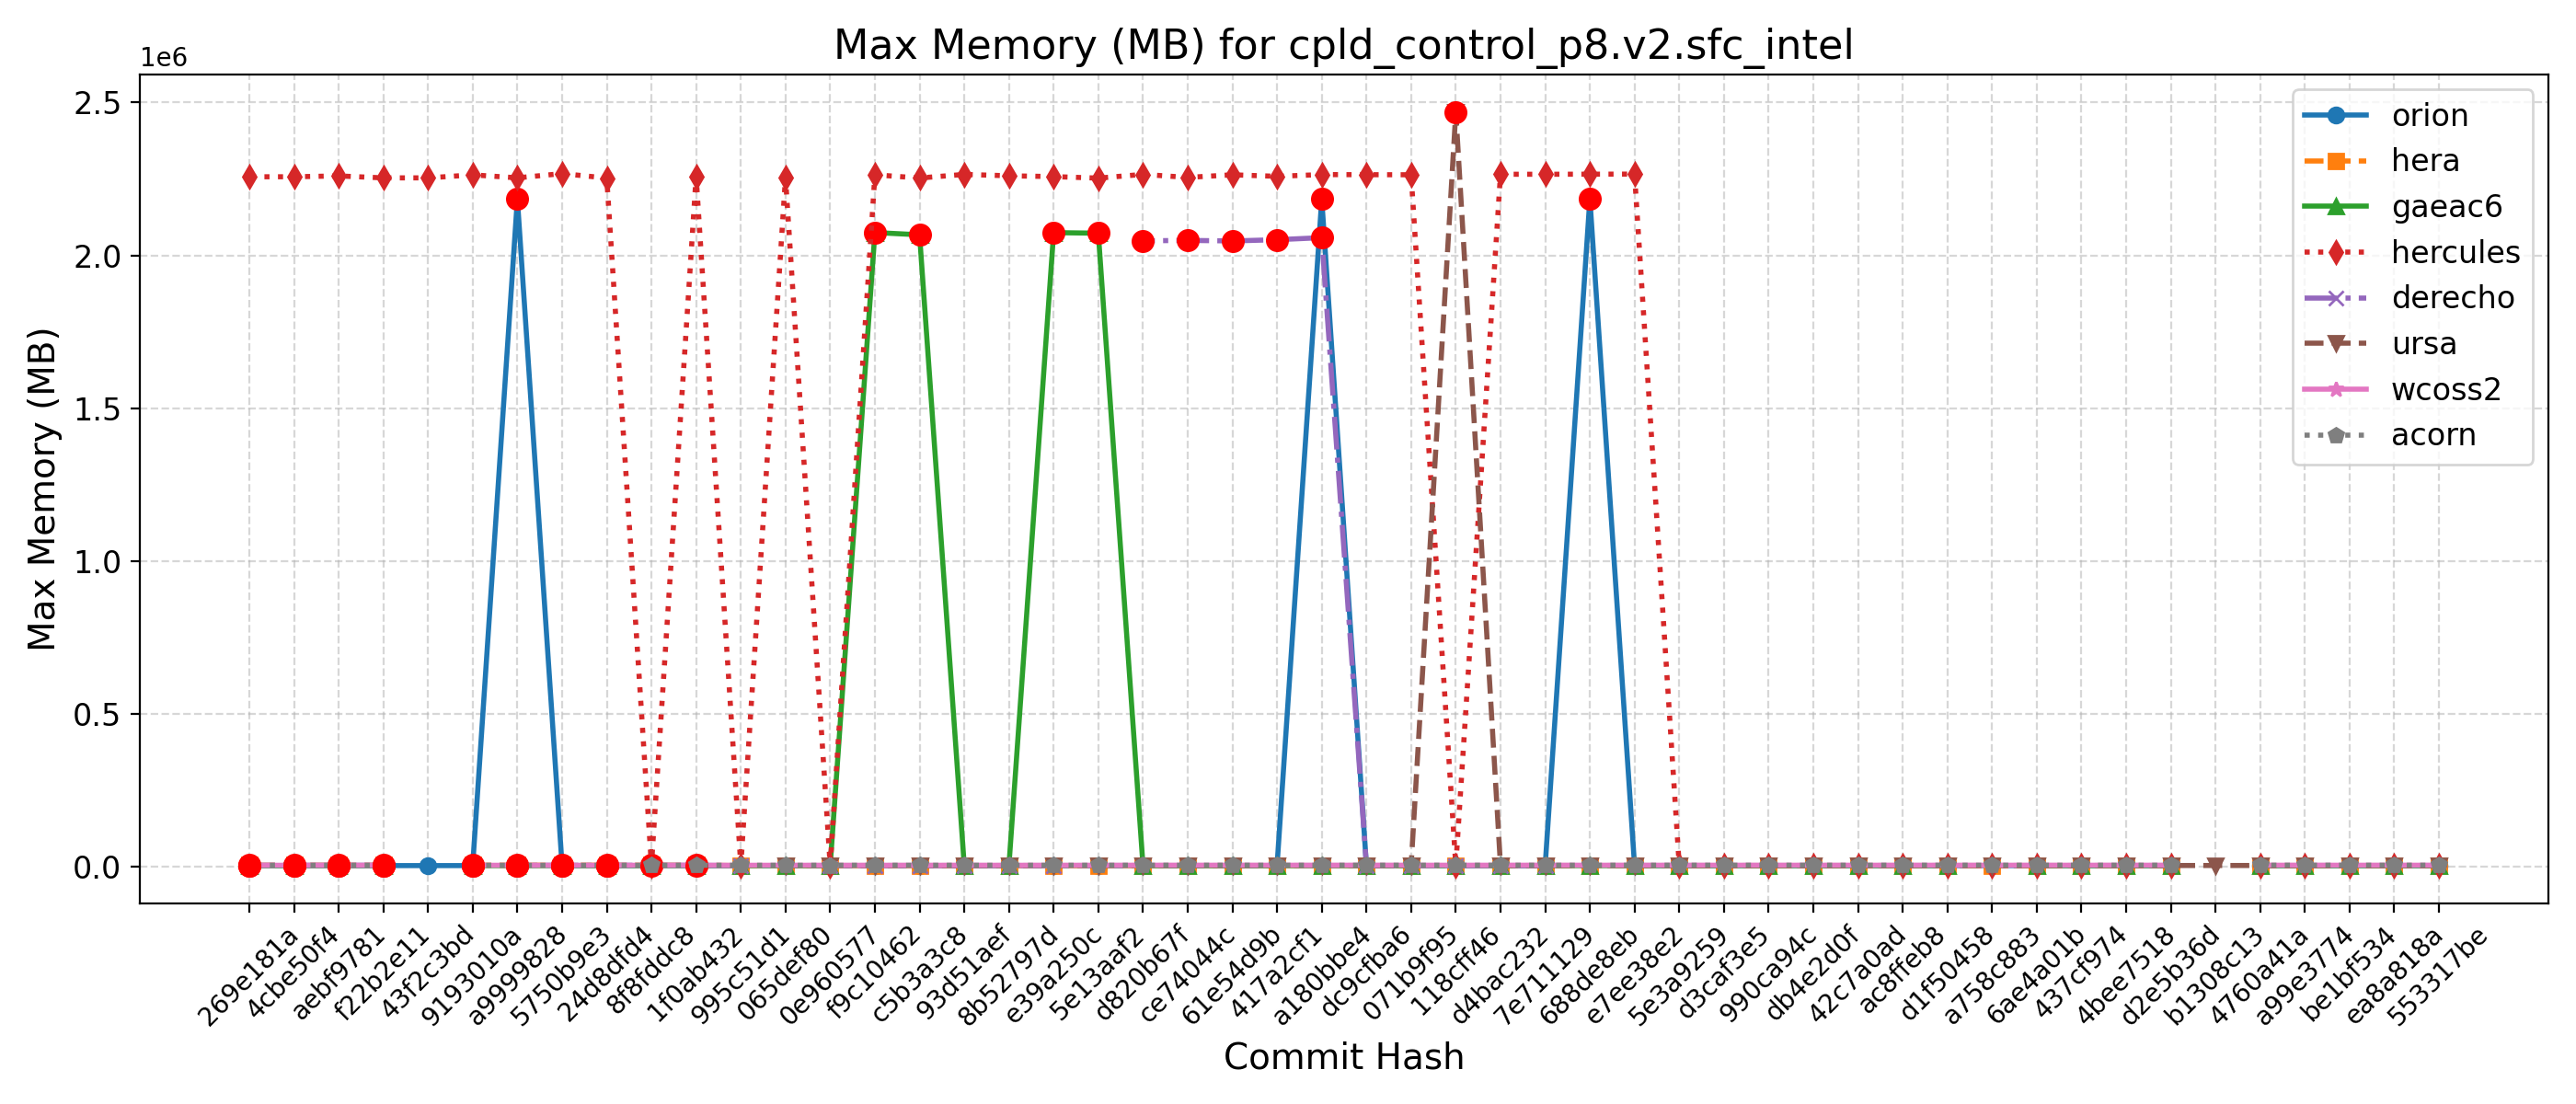 Max Memory (MB) for cpld_control_p8.v2.sfc_intel
1e6
2.5
2.0
1.5
1.0
0.5
0.0
Max Memory (MB)
orion
hera
gaeac6
hercules
derecho
ursa
wcoss2
acorn
269e181a
4cbe50f4
aebf9781
f22b2e11
43f2c3bd
9193010a
a9999828
5750b9e3
24d8dfd4
8f8fddc8
1f0ab432
995c51d1
065def80
0e960577
f9c10462
c5b3a3c8
93d51aef
8b52797d
e39a250c
5e13aaf2
d820b67f
ce74044c
61e54d9b
417a2cf1
a180bbe4
dc9cfba6
071b9f95
118cff46
d4bac232
7e711129
688de8eb
e7ee38e2
5e3a9259
d3caf3e5
990ca94c
db4e2d0f
42c7a0ad
ac8ffeb8
d1f50458
a758c883
6ae4a01b
437cf974
4bee7518
d2e5b36d
b1308c13
4760a41a
a99e3774
be1bf534
ea8a818a
553317be
Commit Hash